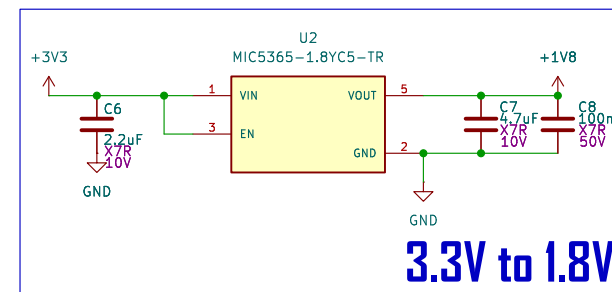 U2
+3V3
MIC5365-1.8YC5-TR
+1V8
1
VIN
VOUT
5
C6
2.2uF
X7R
10V
3
EN
C7
4.7uF
X7R
10V
C8
100n
X7R
50V
GND
2
GND
GND
3.3V to 1.8V